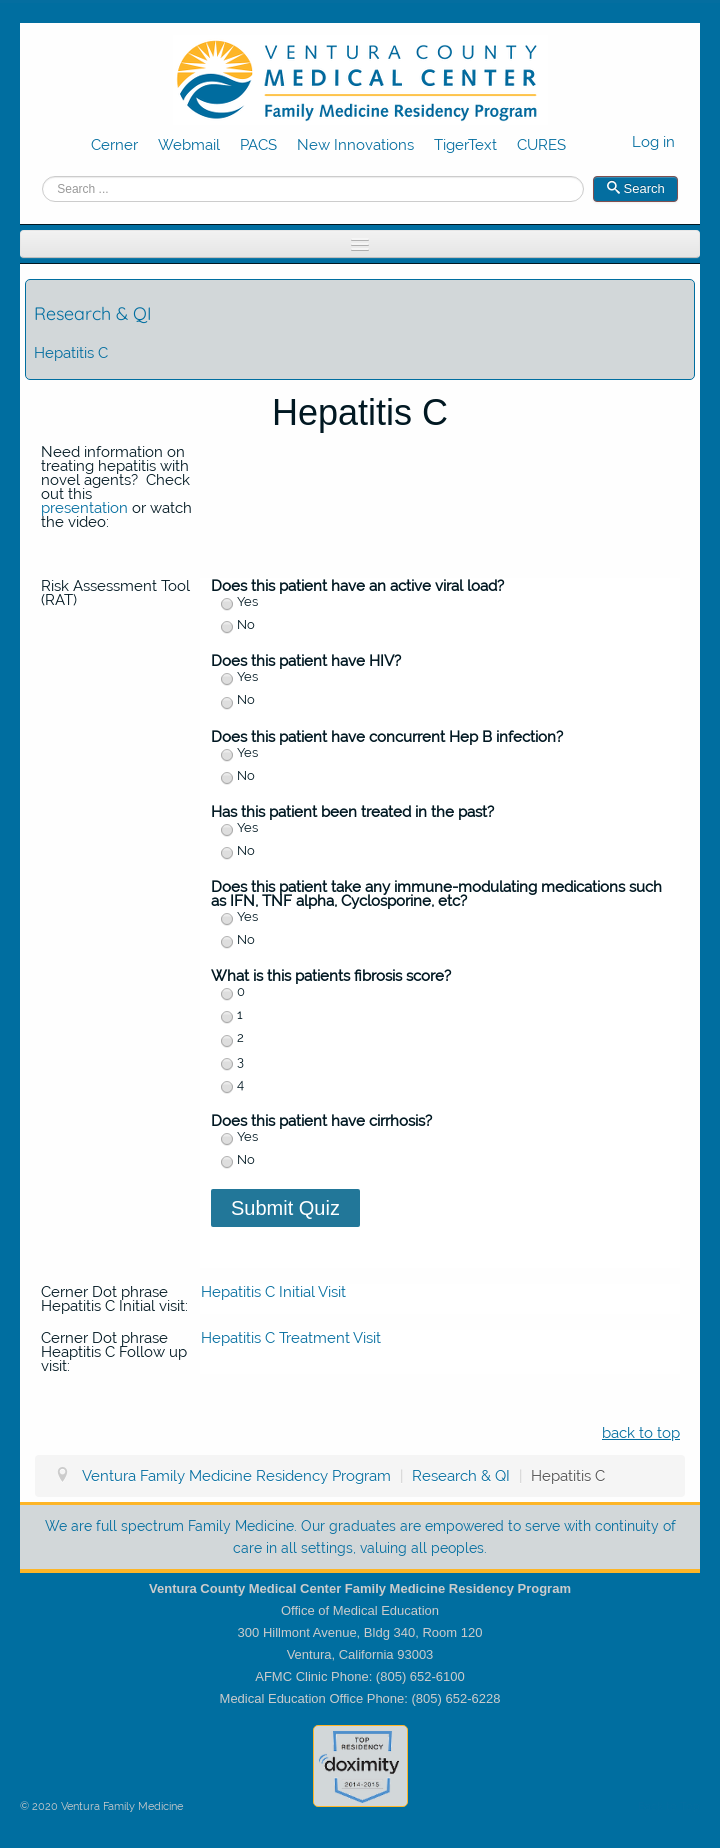 VENTURA COUNTY
MEDICAL CENTER
Family Medicine Residency Program
Cerner Webmail PACS New Innovations TigerText CURES
Log in
Search ...
Search
Research & QI
Hepatitis C
Hepatitis C
Need information on
treating hepatitis with
novel agents?  Check
out this
presentation or watch
the video:
Risk Assessment Tool
(RAT)
Does this patient have an active viral load?
Yes
No
Does this patient have HIV?
Yes
No
Does this patient have concurrent Hep B infection?
Yes
No
Has this patient been treated in the past?
Yes
No
Does this patient take any immune-modulating medications such
as IFN, TNF alpha, Cyclosporine, etc?
Yes
No
What is this patients fibrosis score?
0
1
2
3
4
Does this patient have cirrhosis?
Yes
No
Submit Quiz
Cerner Dot phrase
Hepatitis C Initial visit:
Hepatitis C Initial Visit
Cerner Dot phrase
Heaptitis C Follow up
visit:
Hepatitis C Treatment Visit
back to top
Ventura Family Medicine Residency Program | Research & QI | Hepatitis C
We are full spectrum Family Medicine. Our graduates are empowered to serve with continuity of
care in all settings, valuing all peoples.
Ventura County Medical Center Family Medicine Residency Program
Office of Medical Education
300 Hillmont Avenue, Bldg 340, Room 120
Ventura, California 93003
AFMC Clinic Phone: (805) 652-6100
Medical Education Office Phone: (805) 652-6228
TOP
RESIDENCY
doximity
2014-2015
© 2020 Ventura Family Medicine